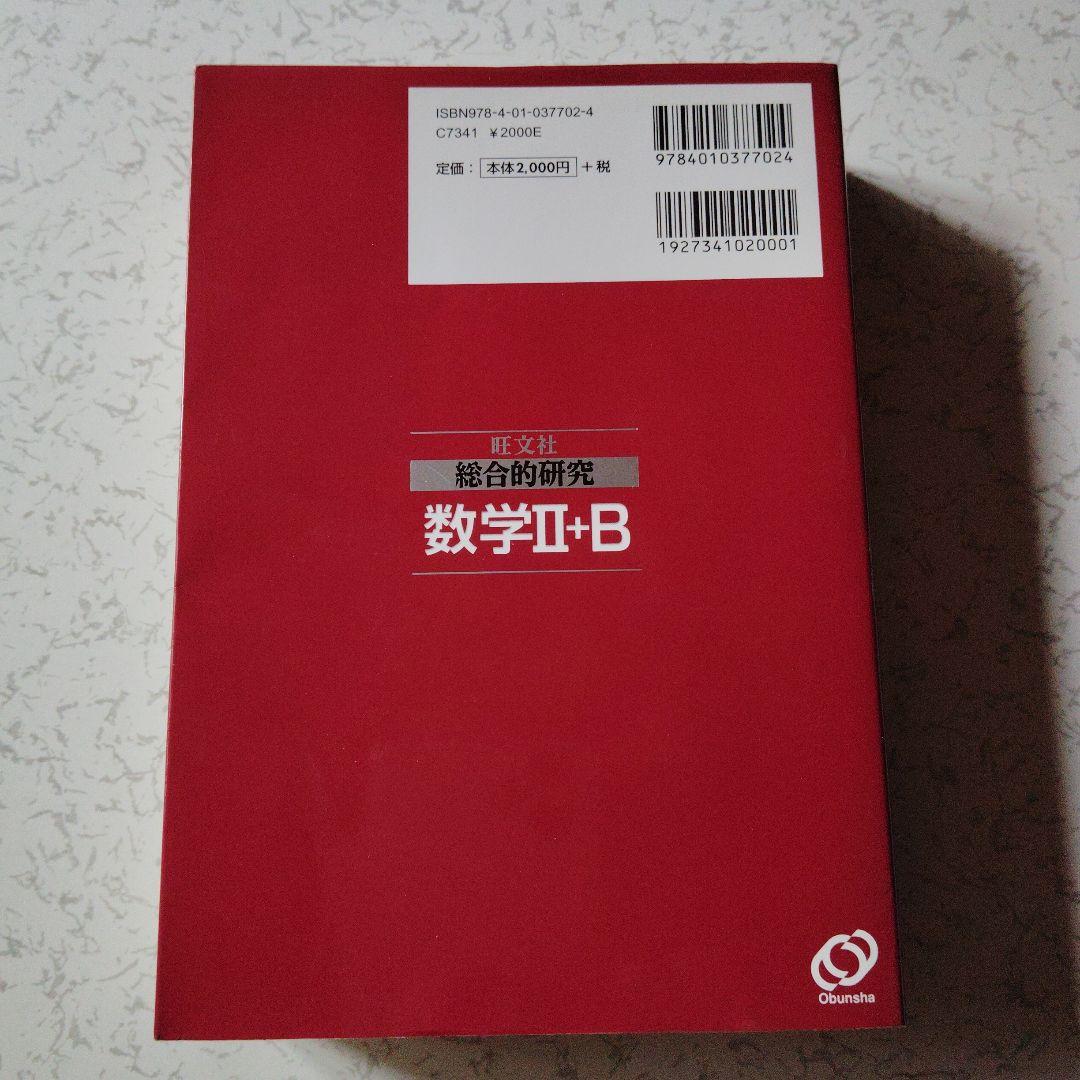 ISBN978-4-01-037702-4
C7341 ¥2000E
定価： 本体2,000円 ＋税
9784010377024
1927341020001
旺文社
総合的研究
数学II+B
Obunsha